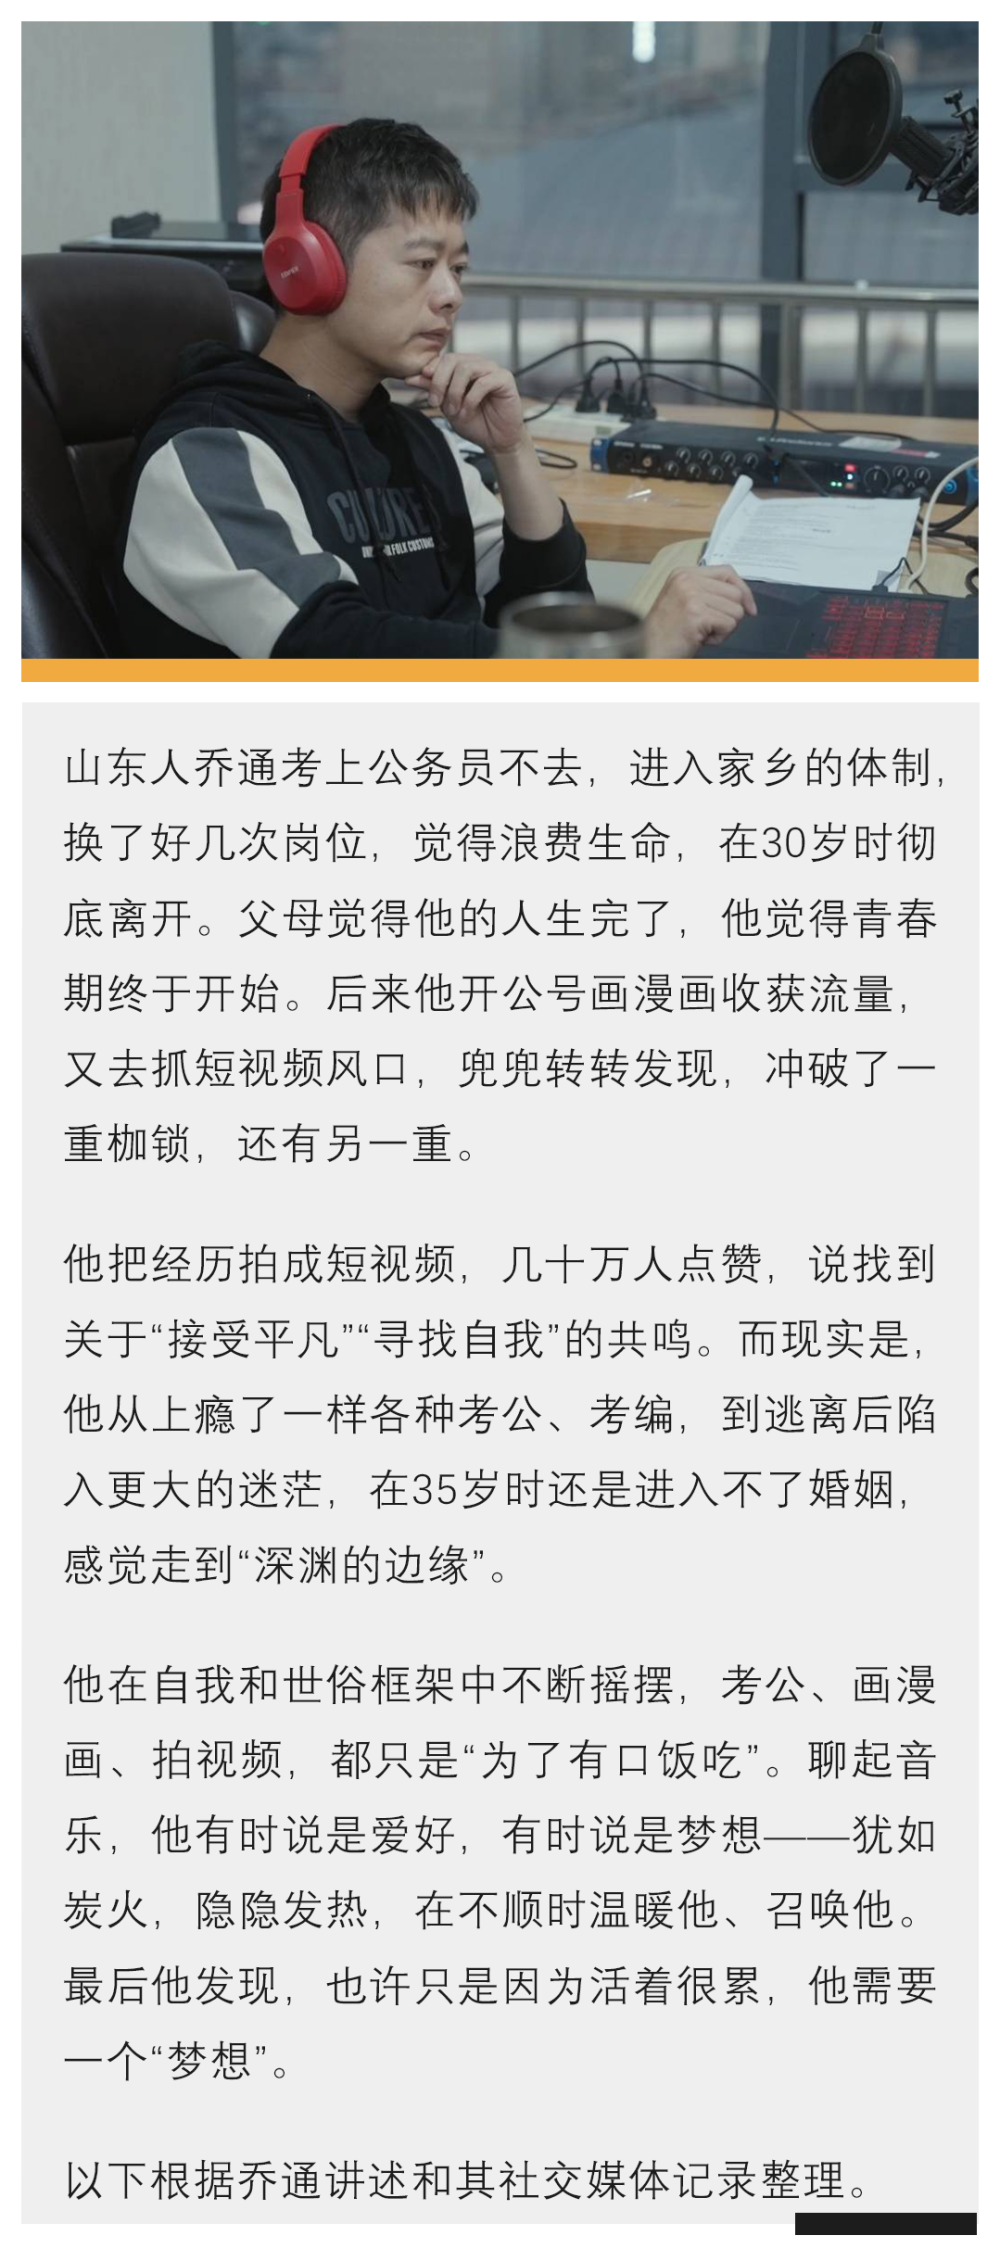 EDIFIER
CULTURE
FOLK CUSTOMS
山东人乔通考上公务员不去，进入家乡的体制，
换了好几次岗位，觉得浪费生命，在30岁时彻
底离开。父母觉得他的人生完了，他觉得青春
期终于开始。后来他开公号画漫画收获流量，
又去抓短视频风口，兜兜转转发现，冲破了一
重枷锁，还有另一重。
他把经历拍成短视频，几十万人点赞，说找到
关于“接受平凡”“寻找自我”的共鸣。而现实是，
他从上瘾了一样各种考公、考编，到逃离后陷
入更大的迷茫，在35岁时还是进入不了婚姻，
感觉走到“深渊的边缘”。
他在自我和世俗框架中不断摇摆，考公、画漫
画、拍视频，都只是“为了有口饭吃”。聊起音
乐，他有时说是爱好，有时说是梦想——犹如
炭火，隐隐发热，在不顺时温暖他、召唤他。
最后他发现，也许只是因为活着很累，他需要
一个“梦想”。
以下根据乔通讲述和其社交媒体记录整理。